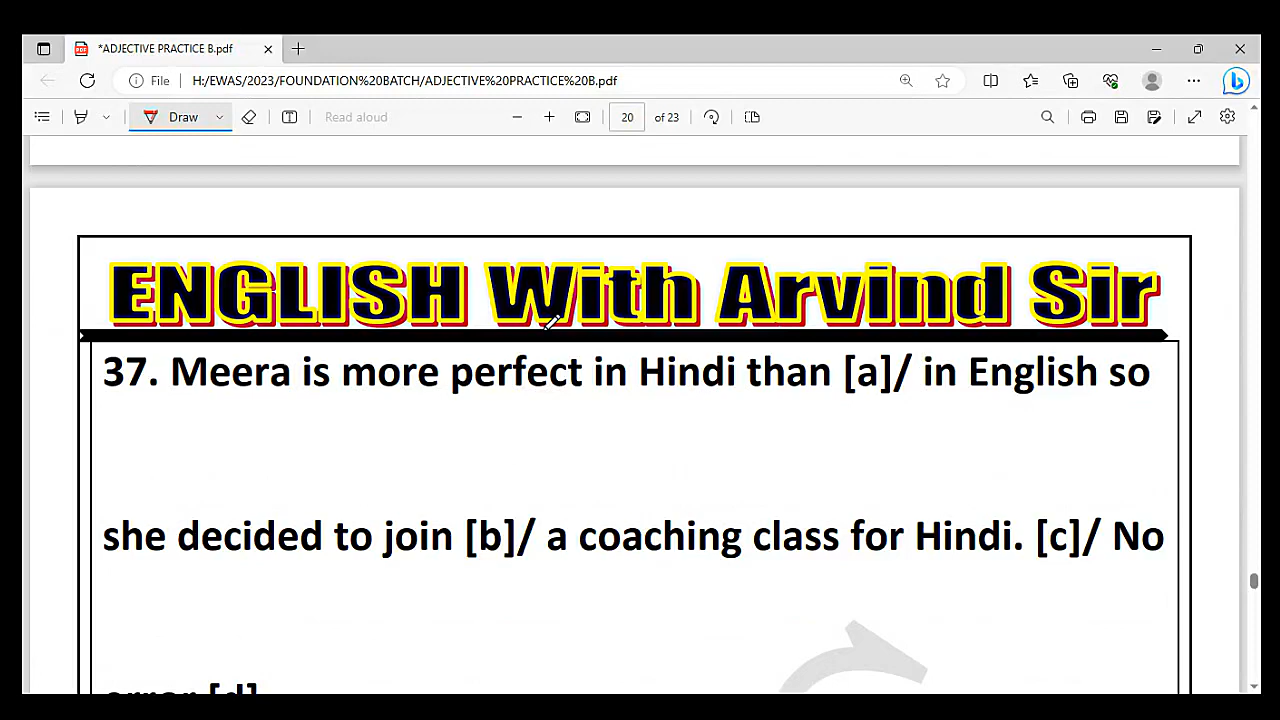 *ADJECTIVE PRACTICE B.pdf
File
H:/EWAS/2023/FOUNDATION%20BATCH/ADJECTIVE%20PRACTICE%20B.pdf
Draw
Read aloud
20 of 23
ENGLISH With Arvind Sir
37. Meera is more perfect in Hindi than [a]/ in English so
she decided to join [b]/ a coaching class for Hindi. [c]/ No
error [d]